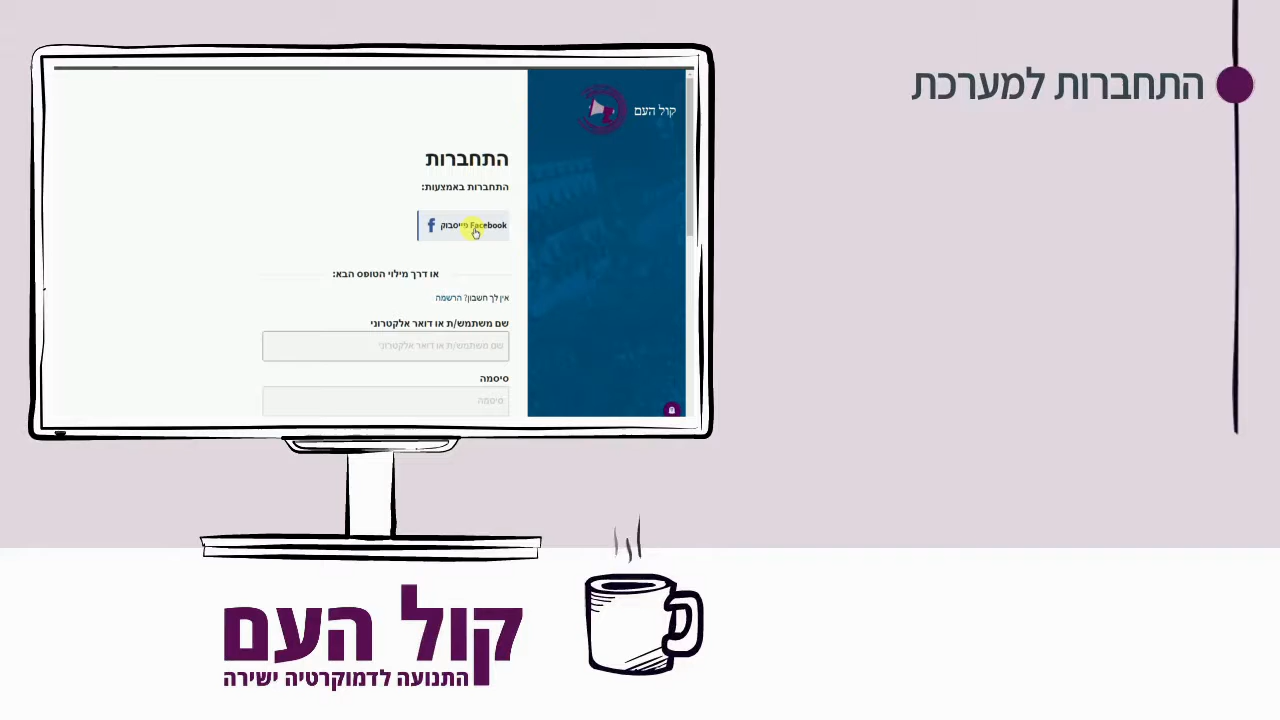 התחברות למערכת
קול העם
התחברות
התחברות באמצעות:
Facebook פייסבוק
או דרך מילוי הטופס הבא:
אין לך חשבון? הרשמה
שם משתמש/ת או דואר אלקטרוני
שם משתמש/ת או דואר אלקטרוני
סיסמה
סיסמה
קול העם
התנועה לדמוקרטיה ישירה